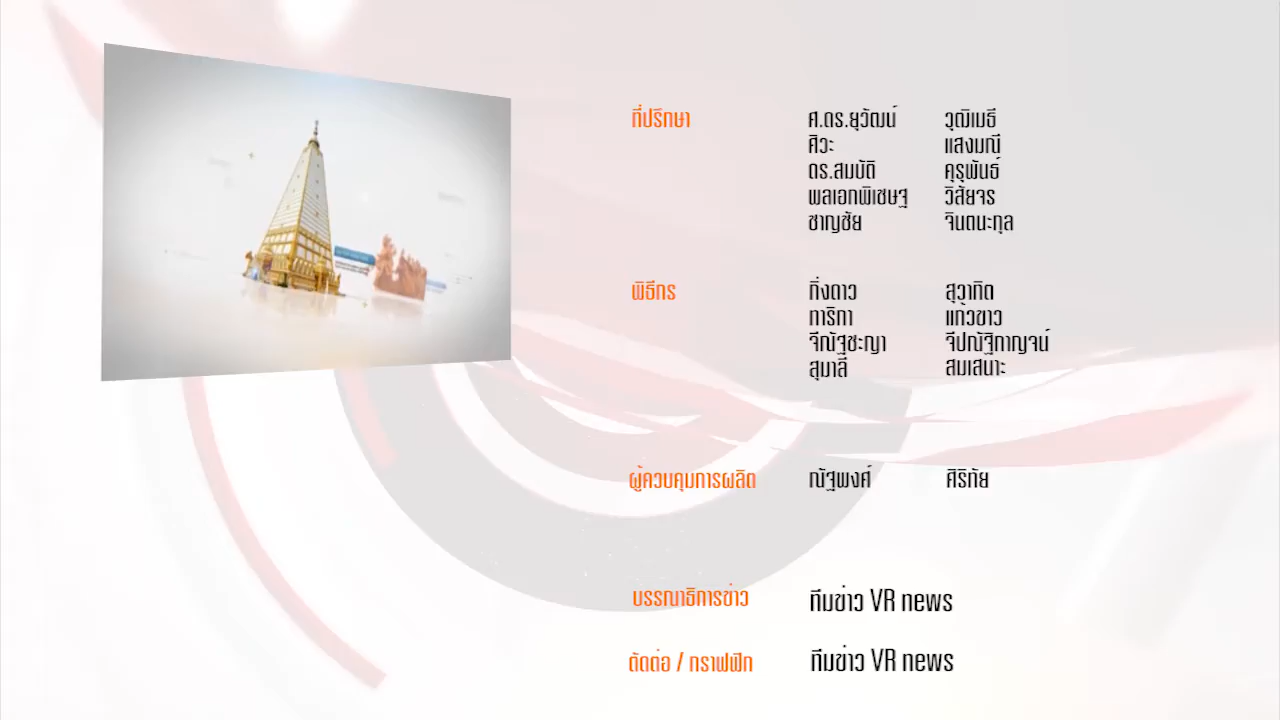 ที่ปรึกษา ศ.ดร.ยุวัฒน์ วุฒิเมธี
ศิวะ แสงมณี
ดร.สมบัติ คุรุพันธ์
พลเอกพิเชษฐ วิสัยจร
ชาญชัย จินตนะกุล
พิธีกร กิ่งดาว สุวาทิต
การิกา แก้วขาว
จีณัฐชะญา จีปณัฐิกาญจน์
สุมาลี สมเสนาะ
ผู้ควบคุมการผลิต ณัฐพงศ์ ศิริทัย
บรรณาธิการข่าว ทีมข่าว VR news
ตัดต่อ / กราฟฟิก ทีมข่าว VR news